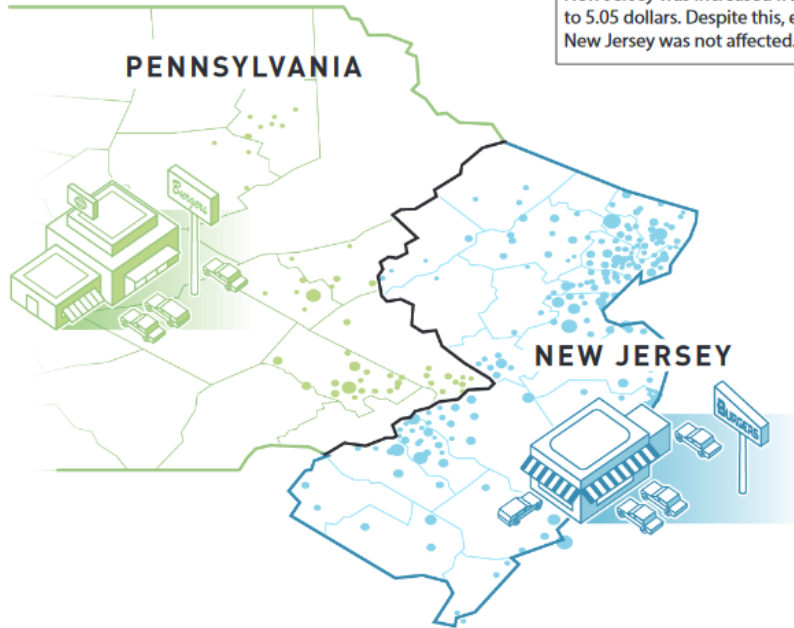 to 5.05 dollars. Despite this, e
New Jersey was not affected.
PENNSYLVANIA
Burgers
NEW JERSEY
BURGERS